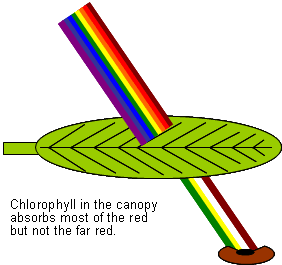 Chlorophyll in the canopy
absorbs most of the red
but not the far red.